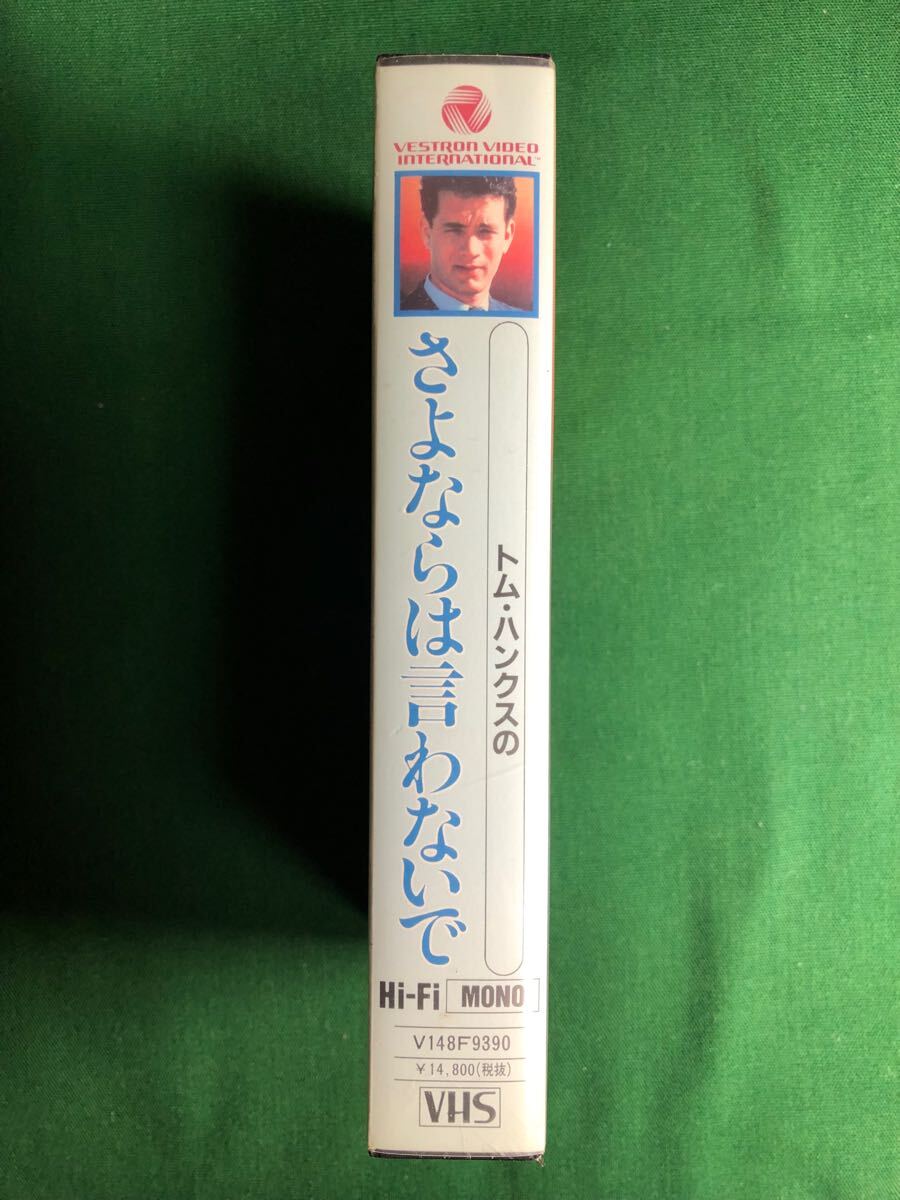 VESTRON VIDEO
INTERNATIONAL™
トム・ハンクスの
さよならは言わないで
Hi-Fi MONO
V148F9390
￥14,800(税抜)
VHS